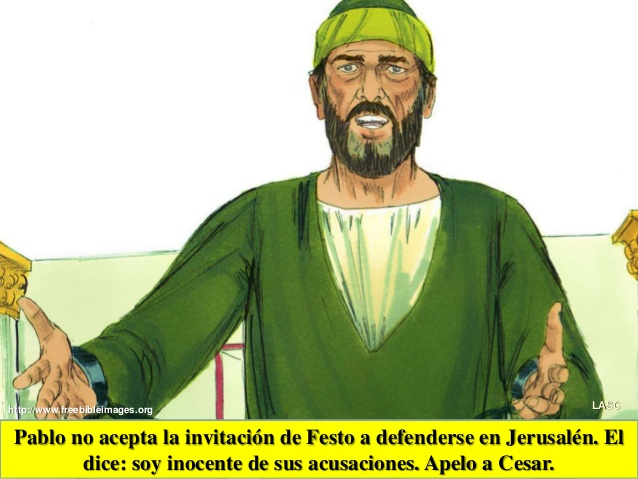 http://www.freebibleimages.org
LASC
Pablo no acepta la invitación de Festo a defenderse en Jerusalén. El
dice: soy inocente de sus acusaciones. Apelo a Cesar.